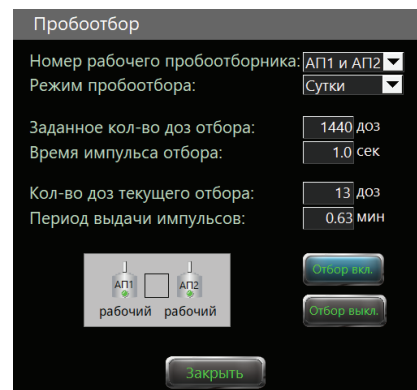 Пробоотбор
Номер рабочего пробоотборника: АП1 и АП2
Режим пробоотбора: Сутки
Заданное кол-во доз отбора: 1440 доз
Время импульса отбора: 1.0 сек
Кол-во доз текущего отбора: 13 доз
Период выдачи импульсов: 0.63 мин
Отбор вкл.
АП1 АП2
рабочий рабочий
Отбор выкл.
Закрыть